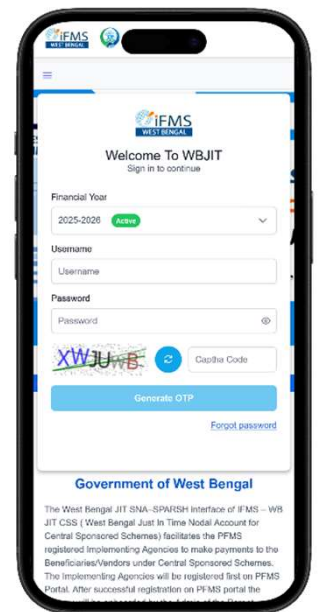 iFMS
WEST BENGAL
iFMS
WEST BENGAL
Welcome To WBJIT
Sign in to continue
Financial Year
2025-2026 Active
Username
Username
Password
Password
XWJUWB
Captha Code
Generate OTP
Forgot password
Government of West Bengal
The West Bengal JIT SNA–SPARSH Interface of IFMS – WB
JIT CSS ( West Bengal Just In Time Nodal Account for
Central Sponsored Schemes) facilitates the PFMS
registered Implementing Agencies to make payments to the
Beneficiaries/Vendors under Central Sponsored Schemes.
The Implementing Agencies will be registered first on PFMS
Portal. After successful registration on PFMS portal the